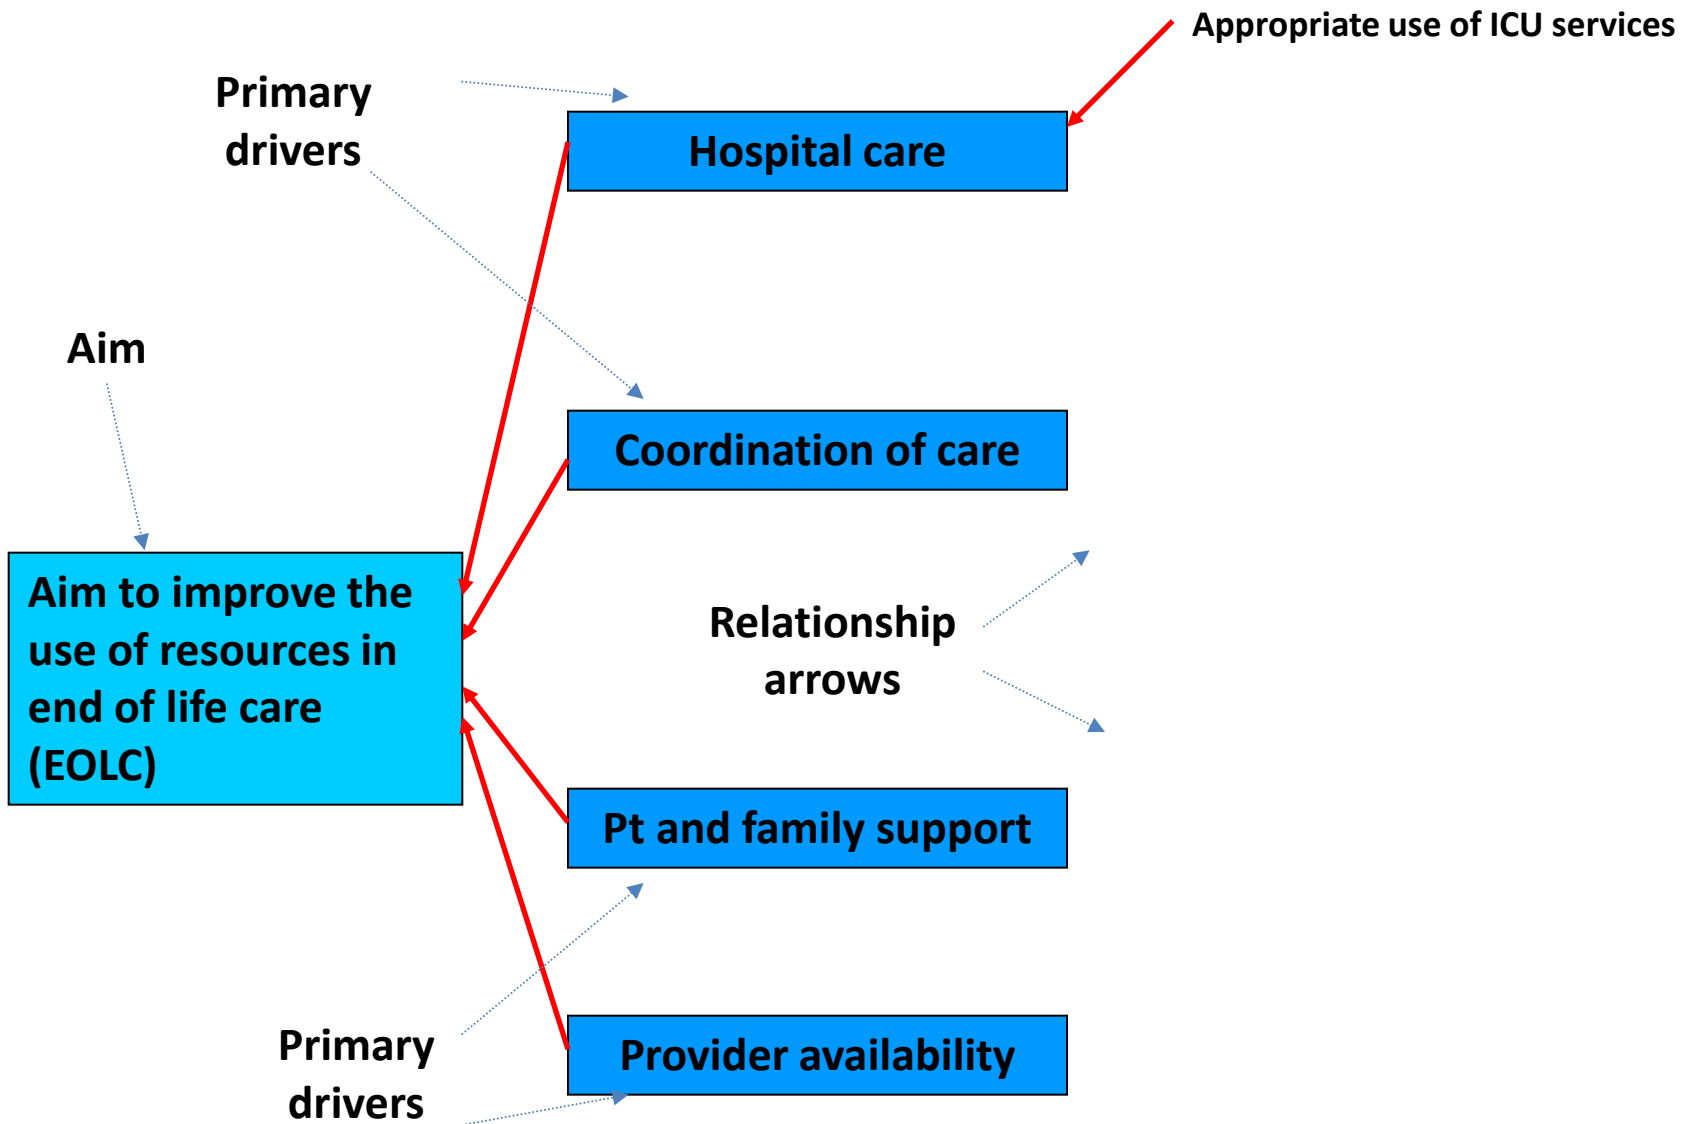 Appropriate use of ICU services
Primary
drivers
Hospital care
Aim
Coordination of care
Aim to improve the
use of resources in
end of life care
(EOLC)
Relationship
arrows
Pt and family support
Primary
drivers
Provider availability